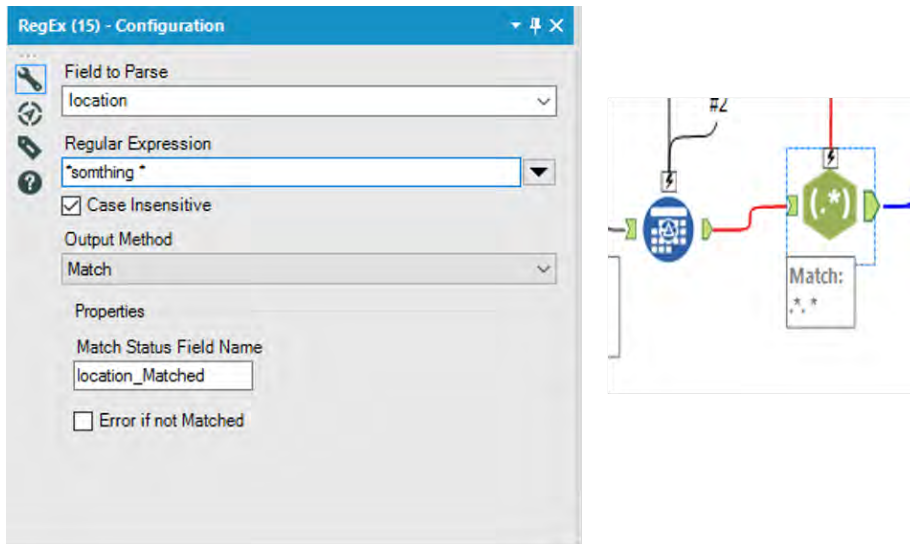 RegEx (15) - Configuration
Field to Parse
location
Regular Expression
*somthing *
Case Insensitive
Output Method
Match
Properties
Match Status Field Name
location_Matched
Error if not Matched
#2
(.*)
Match:
.*.*